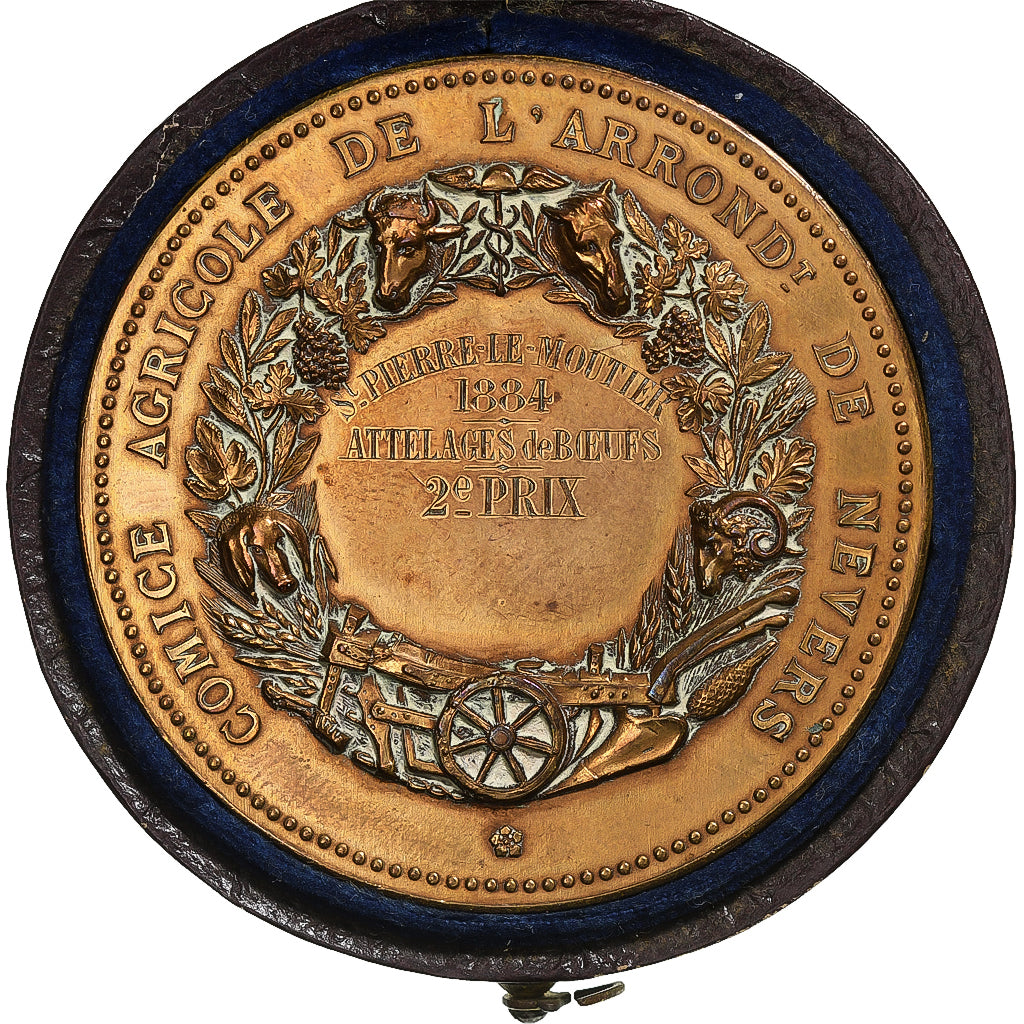 COMICE AGRICOLE DE L'ARRONDT DE NEVERS
ST PIERRE-LE-MOUTIER
1884
ATTELAGES de BŒUFS
2e PRIX